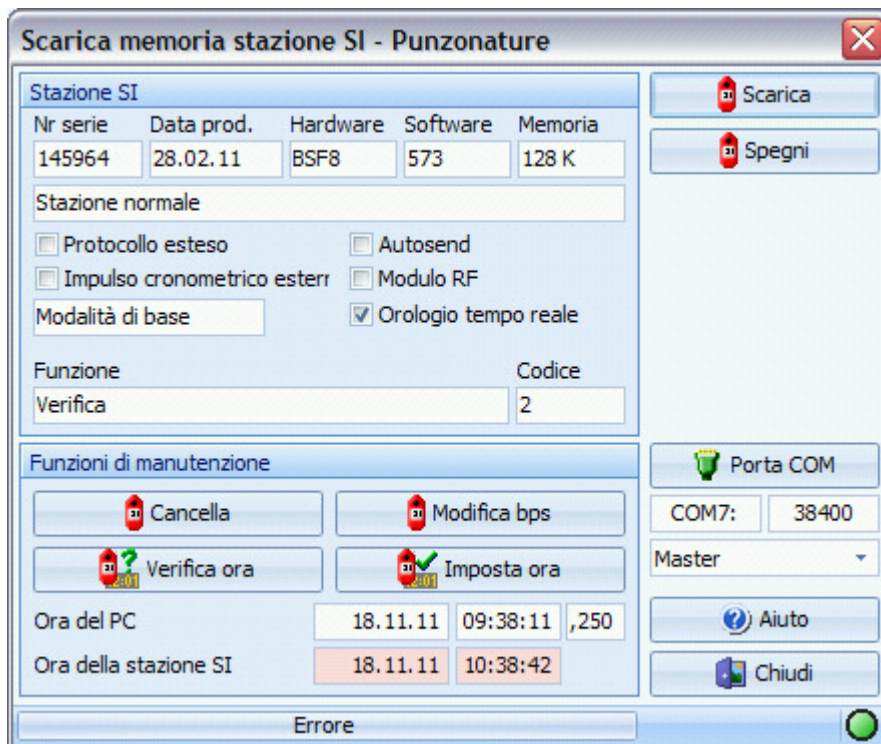 Scarica memoria stazione SI - Punzonature
Stazione SI
Nr serie Data prod. Hardware Software Memoria
145964 28.02.11 BSF8 573 128 K
Stazione normale
Protocollo esteso Autosend
Impulso cronometrico esterr Modulo RF
Modalità di base Orologio tempo reale
Funzione Codice
Verifica 2
Scarica
Spegni
Funzioni di manutenzione
Cancella Modifica bps
Verifica ora Imposta ora
Ora del PC 18.11.11 09:38:11 ,250
Ora della stazione SI 18.11.11 10:38:42
Porta COM
COM7: 38400
Master
Aiuto
Chiudi
Errore